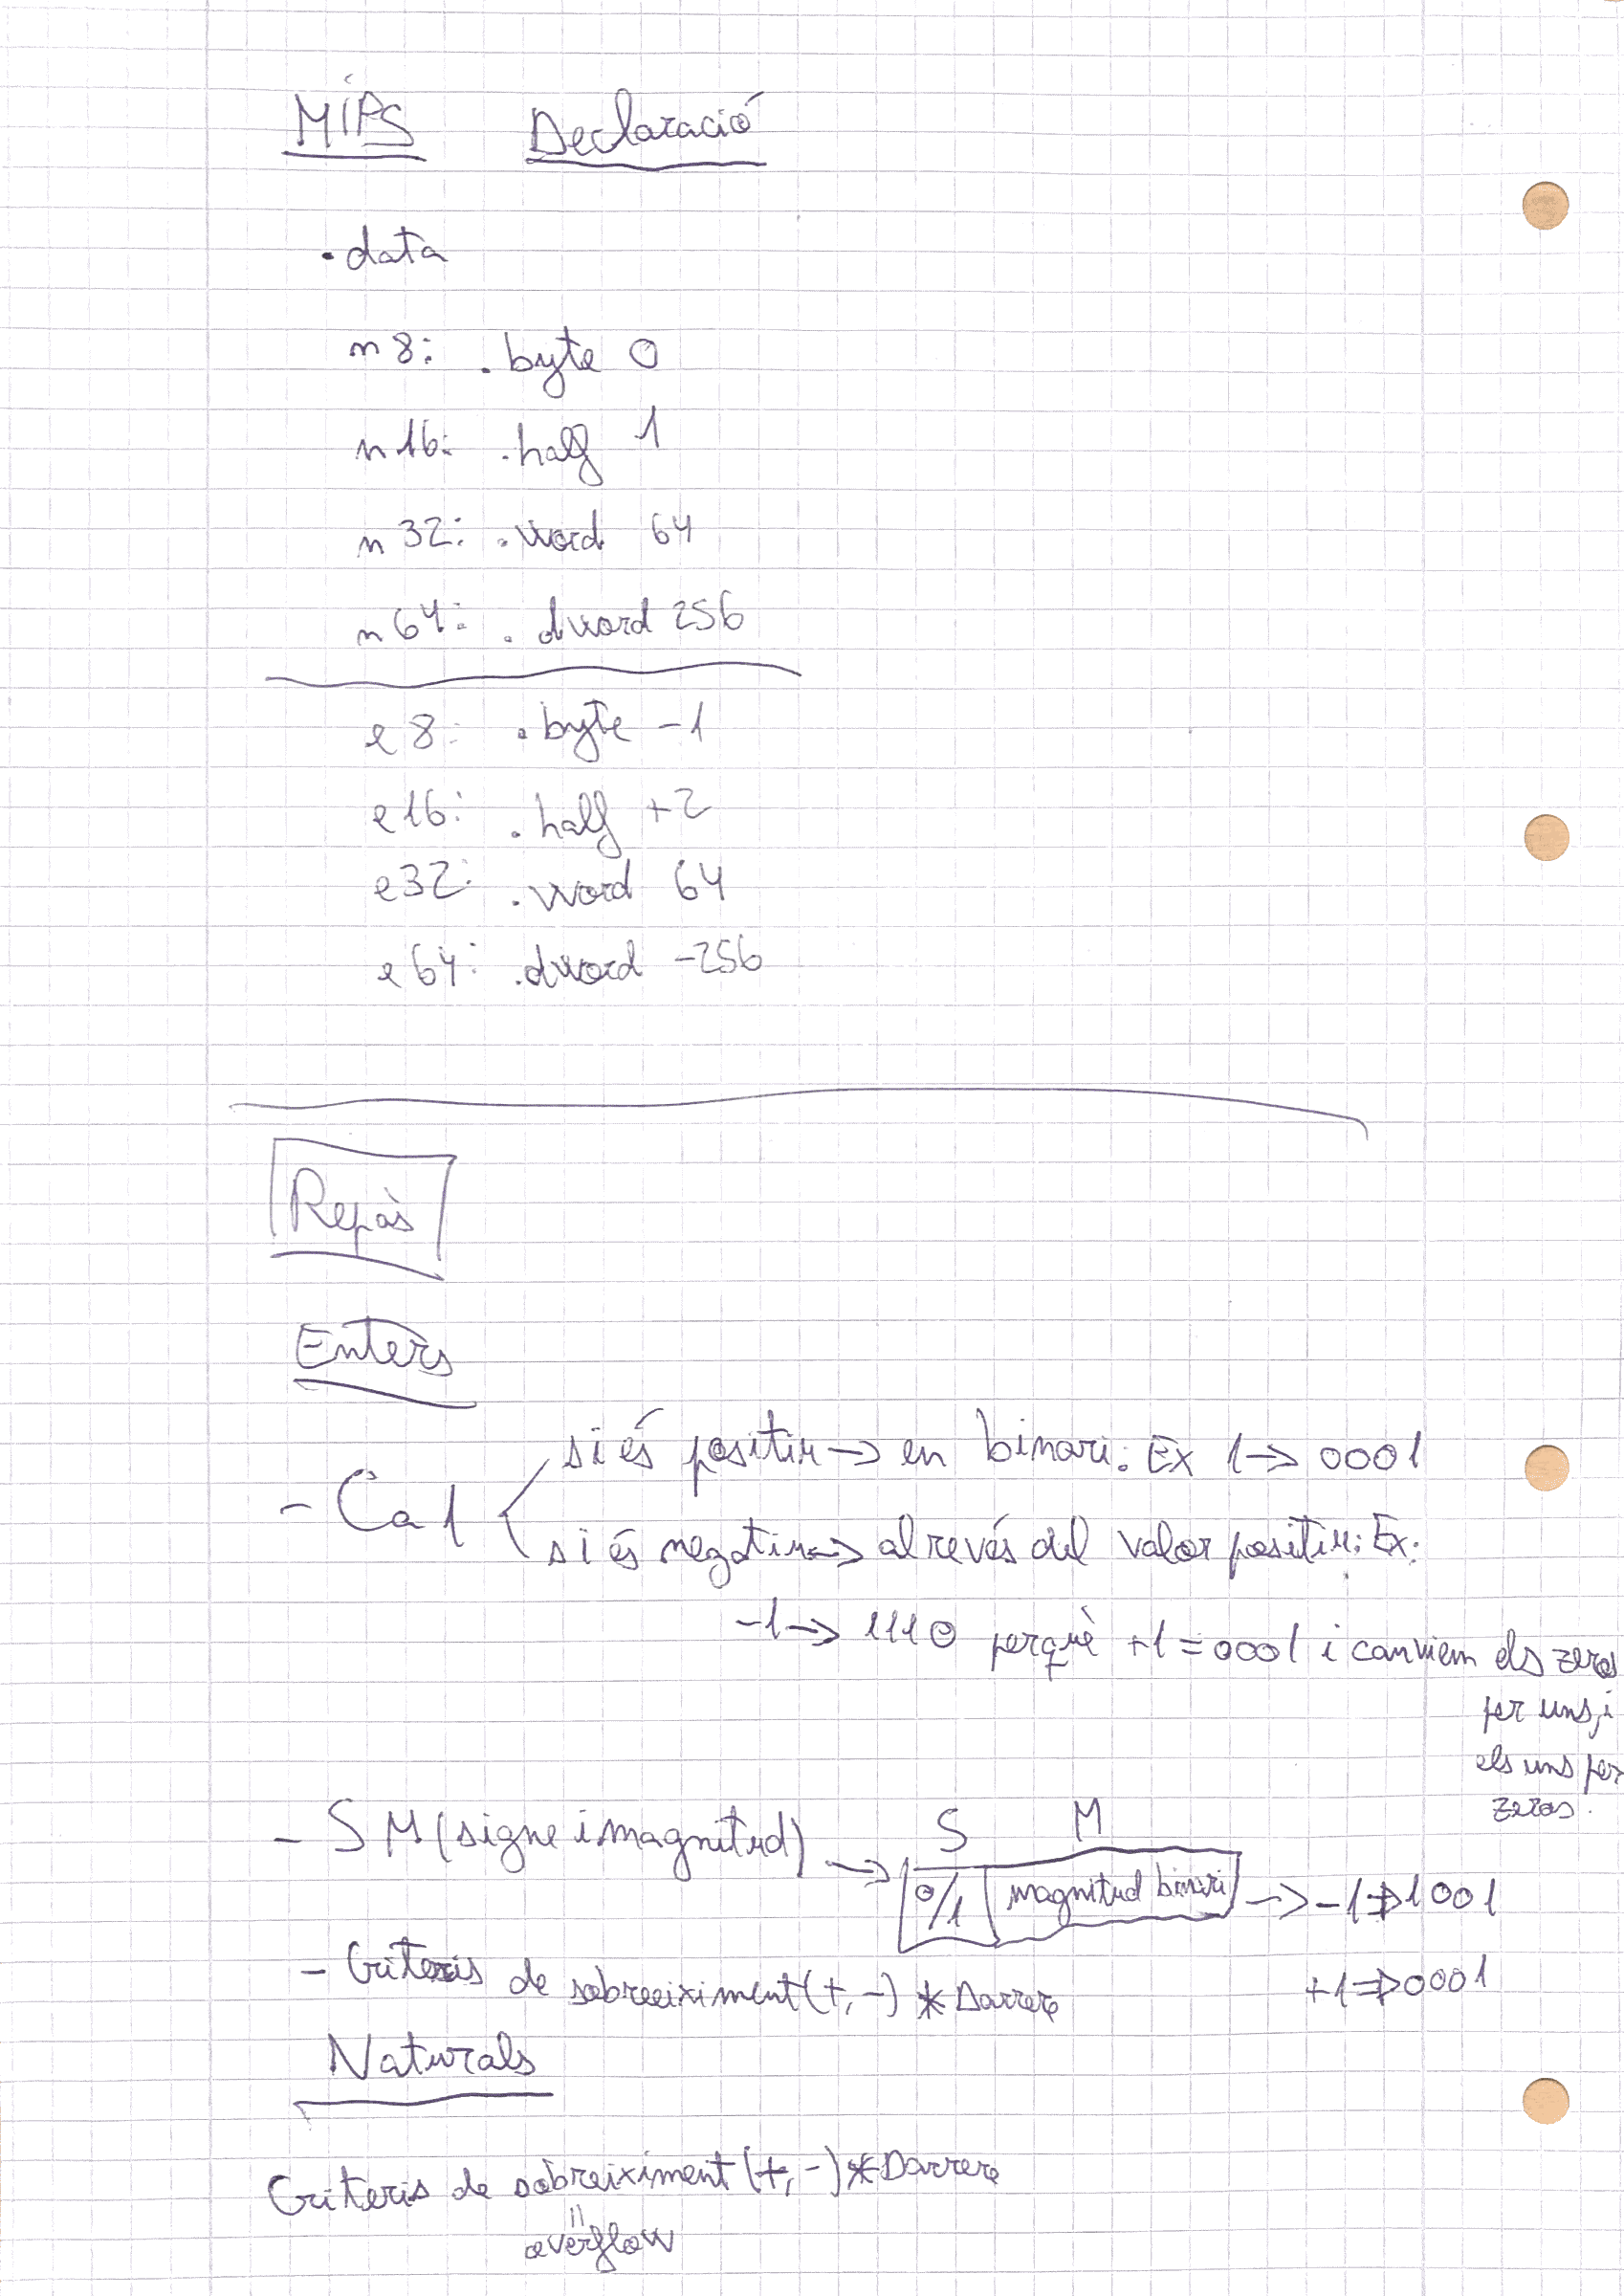 MIPS Declaració
.data
n8: .byte 0
n16: .half 1
n32: .word 64
n64: .dword 256
e8: .byte -1
e16: .half +2
e32: .word 64
e64: .dword -256
Repàs
Enters
- Ca1 si és positiu -> en binari: Ex 1 -> 0001
si és negatiu -> al revés del valor positiu: Ex:
-1 -> 1110 perquè +1 = 0001 i canviem els zeros
per uns, i
els uns per
zeros.
- SM (signe i magnitud) -> S M
0/1 magnitud binari -> -1 => 1001
+1 => 0001
- Criteris de sobreeiximent (+, -) * Darrere
Naturals
Criteris de sobreiximent (+, -) * Darrere
=
overflow